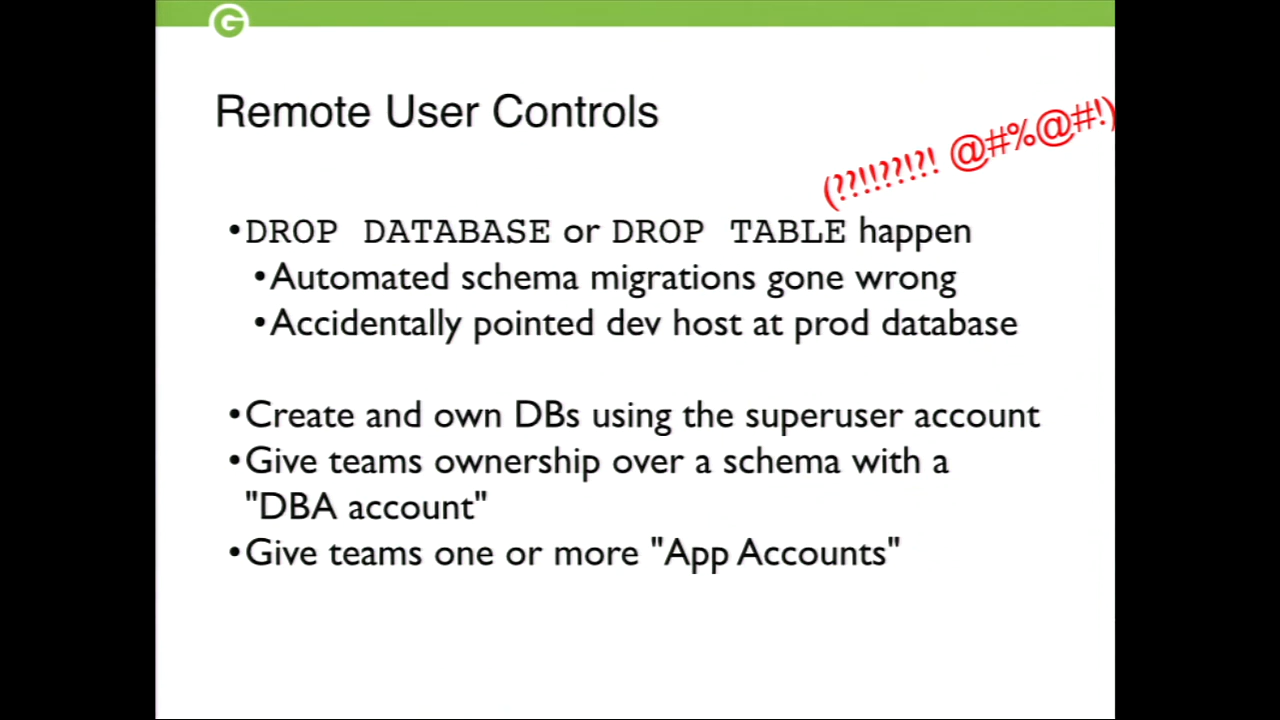 G
Remote User Controls
(??!!??!?! @#%@#!)
•DROP DATABASE or DROP TABLE happen
•Automated schema migrations gone wrong
•Accidentally pointed dev host at prod database
•Create and own DBs using the superuser account
•Give teams ownership over a schema with a
"DBA account"
•Give teams one or more "App Accounts"